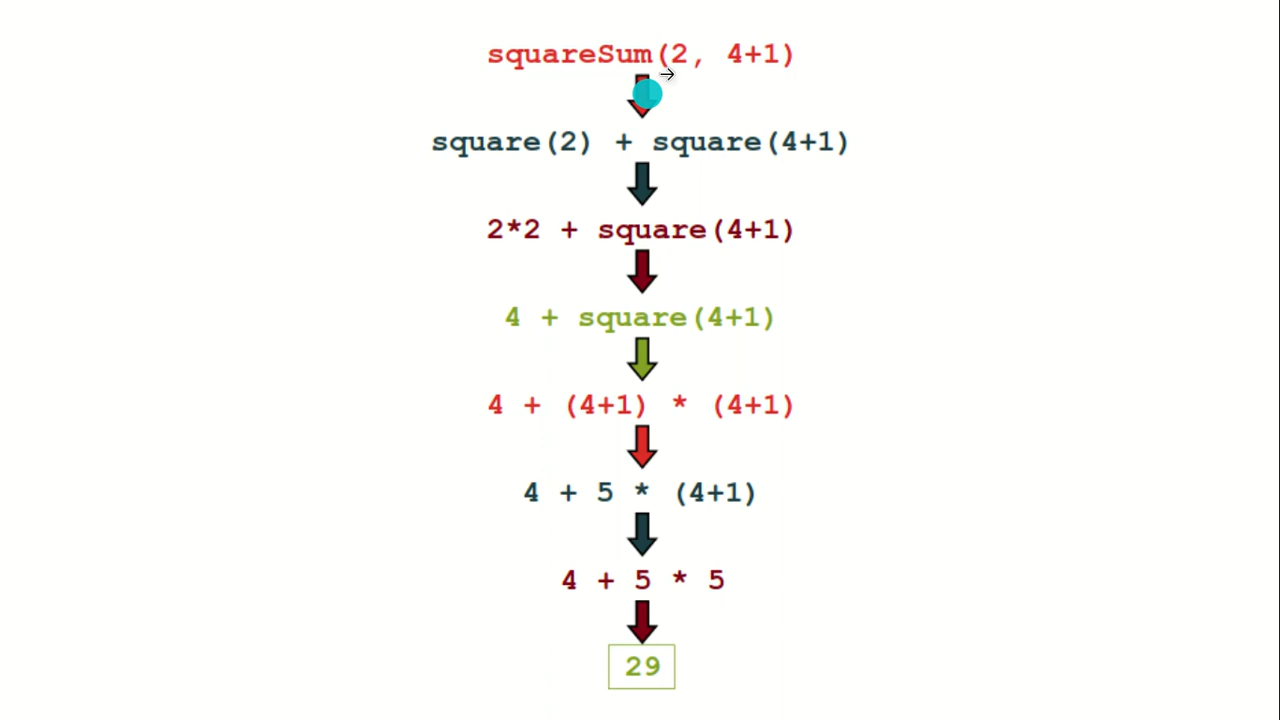 squareSum(2, 4+1)
square(2) + square(4+1)
2*2 + square(4+1)
4 + square(4+1)
4 + (4+1) * (4+1)
4 + 5 * (4+1)
4 + 5 * 5
29